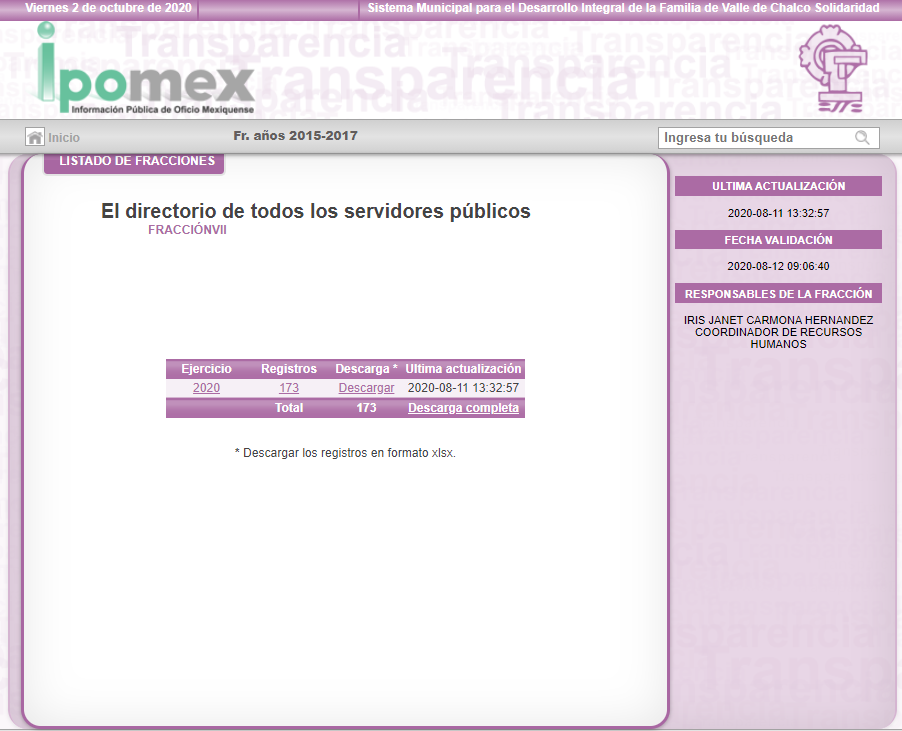 Viernes 2 de octubre de 2020
Sistema Municipal para el Desarrollo Integral de la Familia de Valle de Chalco Solidaridad
ipomex
Información Pública de Oficio Mexiquense
Inicio
Fr. años 2015-2017
Ingresa tu búsqueda
LISTADO DE FRACCIONES
El directorio de todos los servidores públicos
FRACCIÓNVII
Ejercicio Registros Descarga * Ultima actualización
2020 173 Descargar 2020-08-11 13:32:57
Total 173 Descarga completa
* Descargar los registros en formato xlsx.
ULTIMA ACTUALIZACIÓN
2020-08-11 13:32:57
FECHA VALIDACIÓN
2020-08-12 09:06:40
RESPONSABLES DE LA FRACCIÓN
IRIS JANET CARMONA HERNANDEZ
COORDINADOR DE RECURSOS
HUMANOS